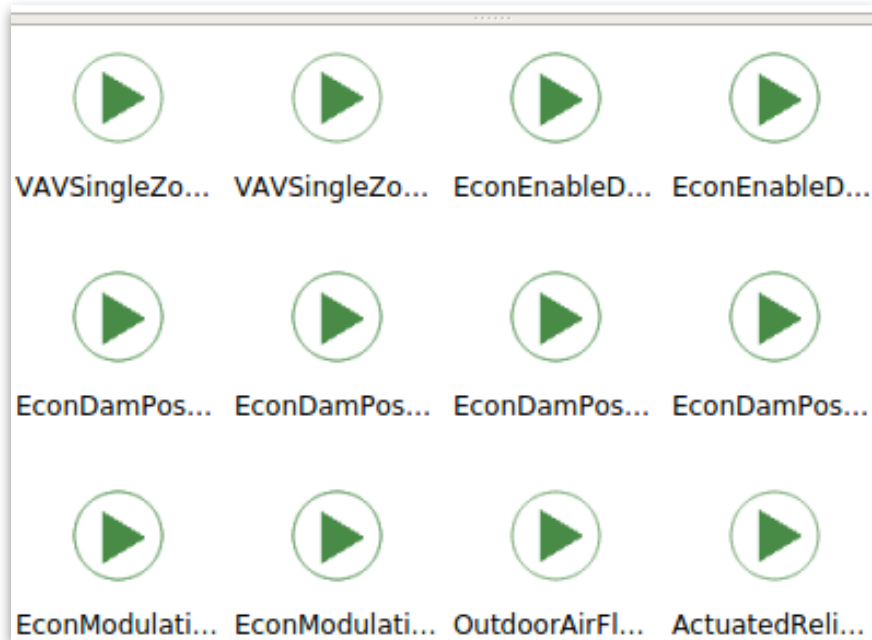 VAVSingleZo... VAVSingleZo... EconEnableD... EconEnableD...
EconDamPos... EconDamPos... EconDamPos... EconDamPos...
EconModulati... EconModulati... OutdoorAirFl... ActuatedReli...